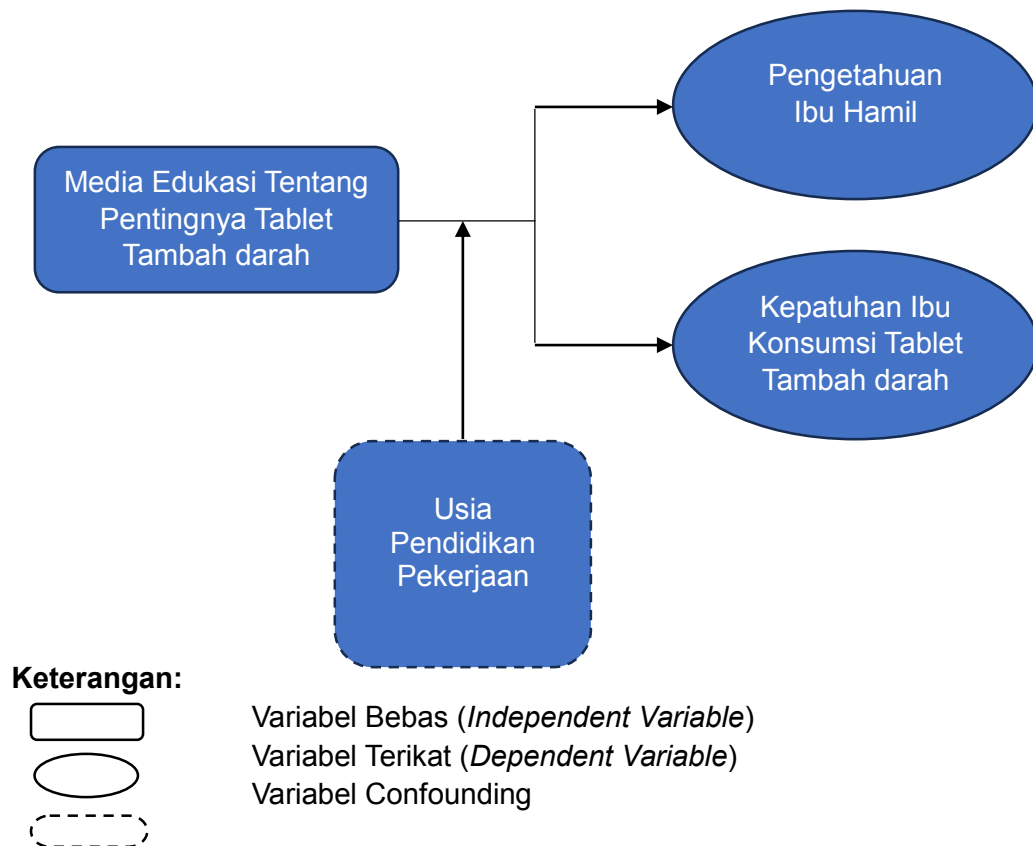 Pengetahuan
Ibu Hamil
Media Edukasi Tentang
Pentingnya Tablet
Tambah darah
Kepatuhan Ibu
Konsumsi Tablet
Tambah darah
Usia
Pendidikan
Pekerjaan
Keterangan:
Variabel Bebas (Independent Variable)
Variabel Terikat (Dependent Variable)
Variabel Confounding